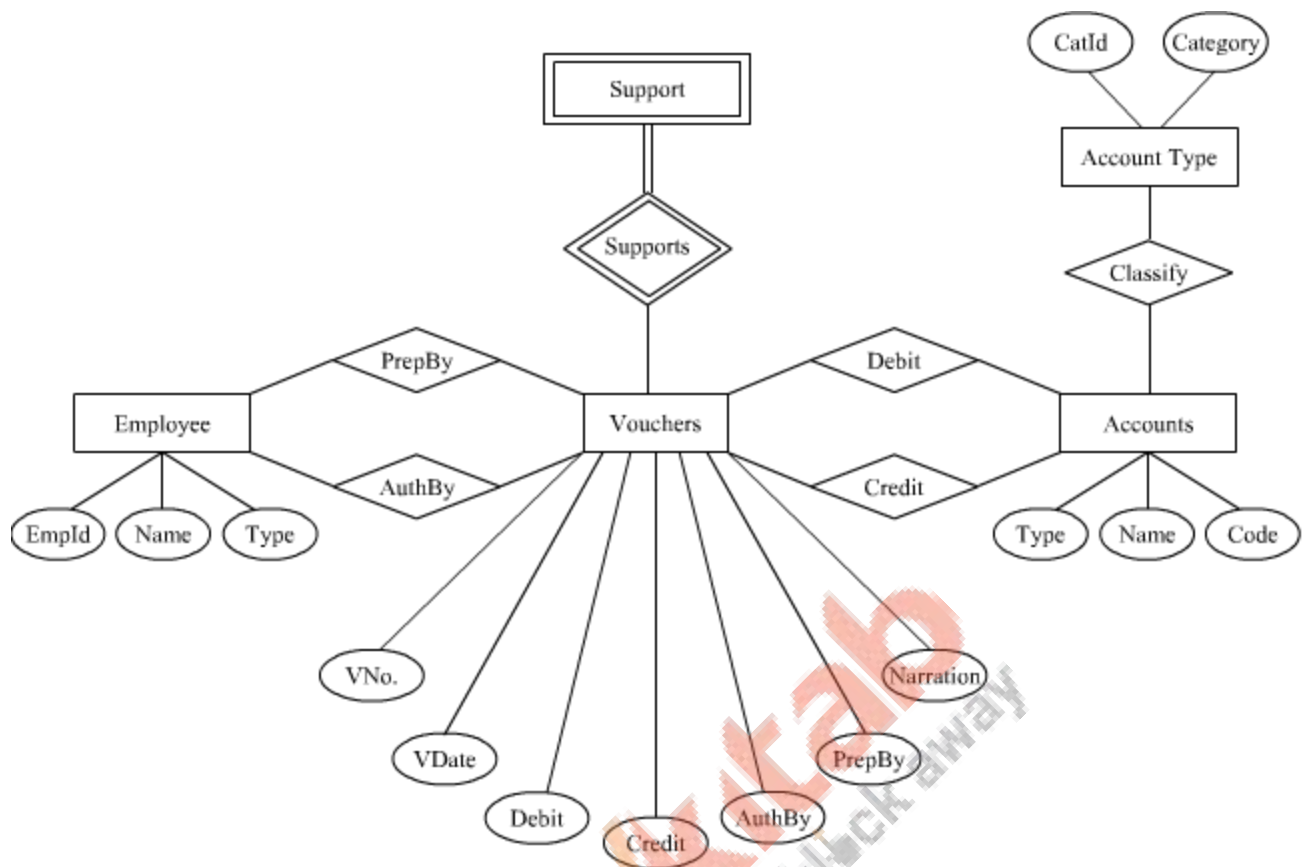 CatId
Category
Support
Account Type
Supports
Classify
PrepBy
Debit
Employee
Vouchers
Accounts
AuthBy
Credit
EmpId
Name
Type
Type
Name
Code
VNo.
Narration
VDate
PrepBy
Debit
AuthBy
Credit